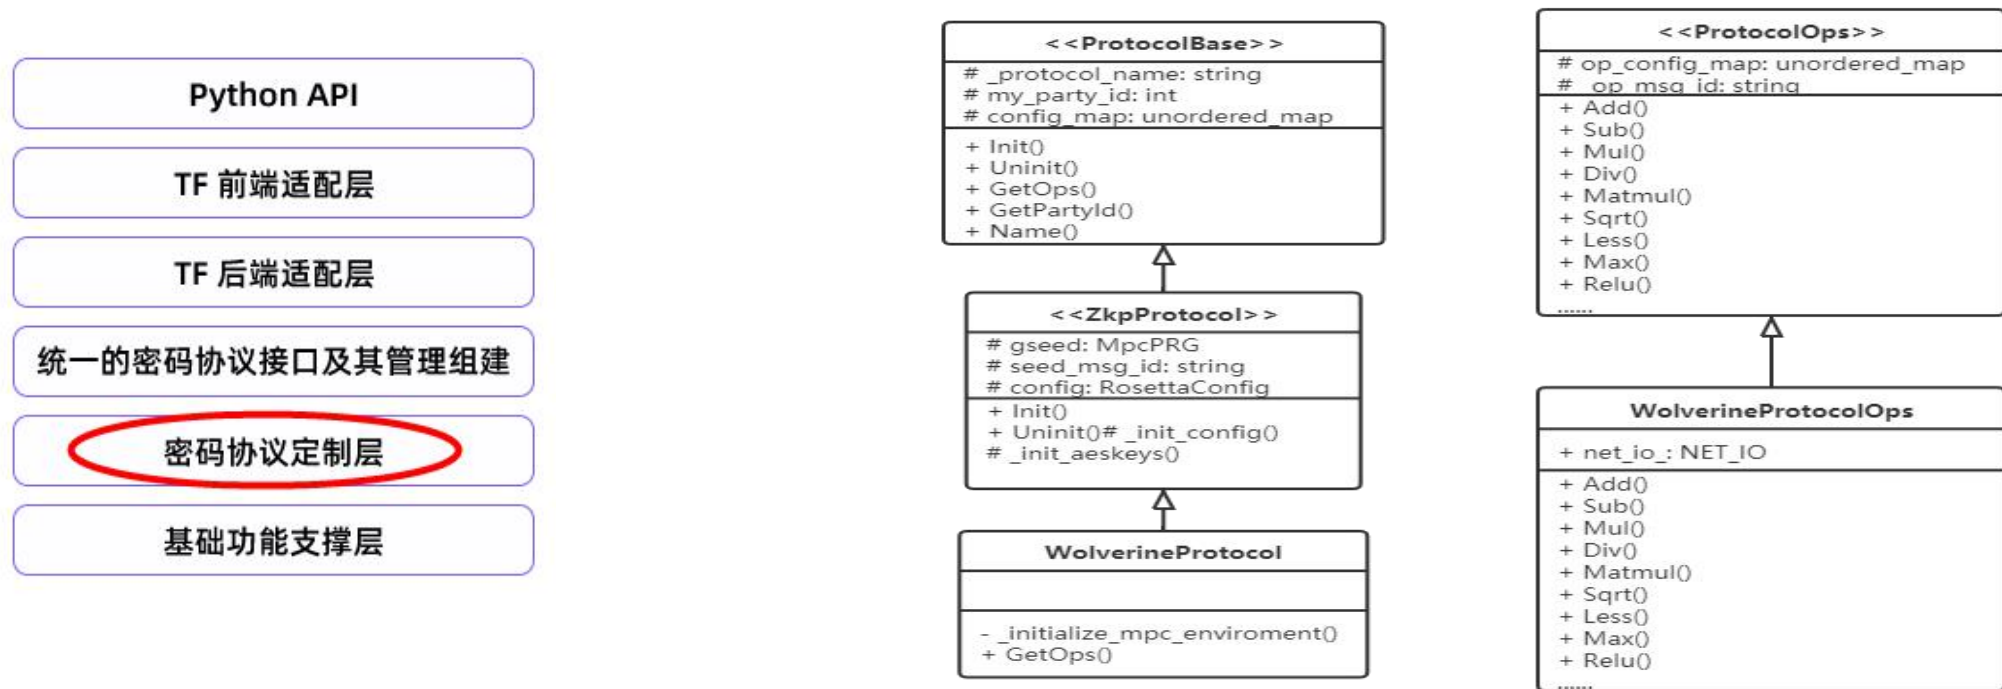 Python API
TF 前端适配层
TF 后端适配层
统一的密码协议接口及其管理组建
密码协议定制层
基础功能支撑层
<<ProtocolBase>>
# _protocol_name: string
# my_party_id: int
# config_map: unordered_map
+ Init()
+ Uninit()
+ GetOps()
+ GetPartyId()
+ Name()
<<ZkpProtocol>>
# gseed: MpcPRG
# seed_msg_id: string
# config: RosettaConfig
+ Init()
+ Uninit()# _init_config()
# _init_aeskeys()
WolverineProtocol
- _initialize_mpc_enviroment()
+ GetOps()
<<ProtocolOps>>
# op_config_map: unordered_map
# _op_msg_id: string
+ Add()
+ Sub()
+ Mul()
+ Div()
+ Matmul()
+ Sqrt()
+ Less()
+ Max()
+ Relu()
......
WolverineProtocolOps
+ net_io_: NET_IO
+ Add()
+ Sub()
+ Mul()
+ Div()
+ Matmul()
+ Sqrt()
+ Less()
+ Max()
+ Relu()
......